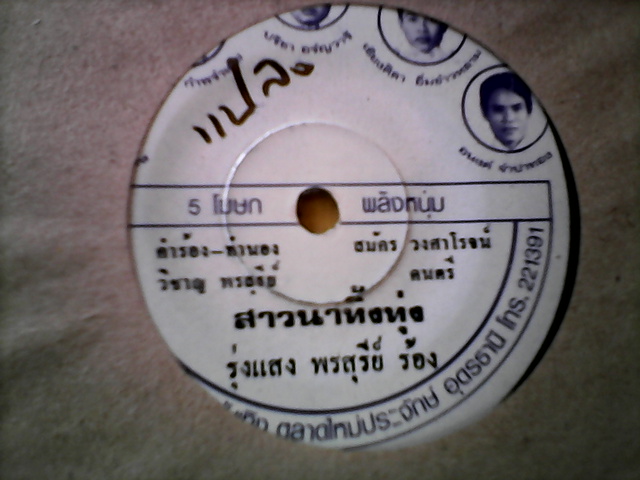 แปลง
5 โฆษก พลังหนุ่ม
คำร้อง-ทำนอง
วิชาญ พรสุรีย์
สมัคร วงศาโรจน์
ดนตรี
สาวนาทิ้งทุ่ง
รุ่งแสง พรสุรีย์ ร้อง
ตลาดใหม่ประจักษ์ อุดรธานี โทร. 221391